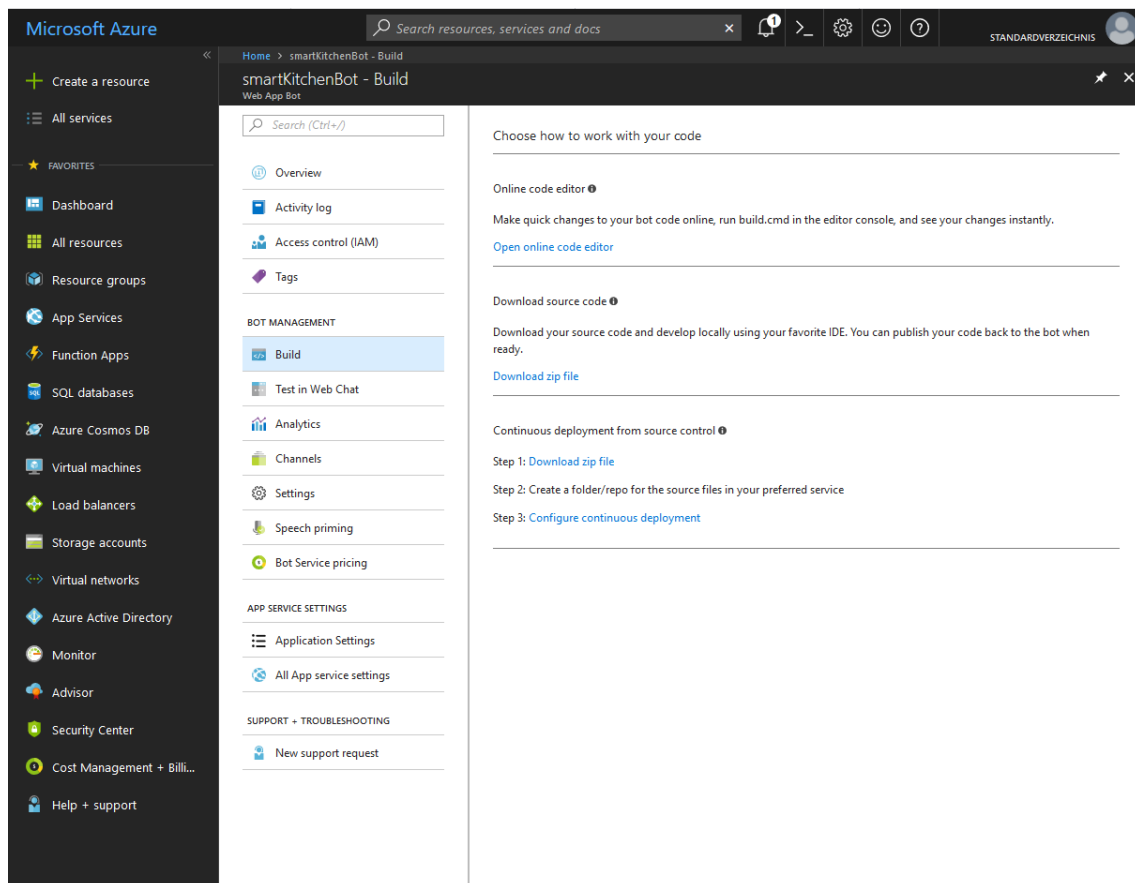 Microsoft Azure
Search resources, services and docs
1
STANDARDVERZEICHNIS
Create a resource
All services
FAVORITES
Dashboard
All resources
Resource groups
App Services
Function Apps
SQL databases
Azure Cosmos DB
Virtual machines
Load balancers
Storage accounts
Virtual networks
Azure Active Directory
Monitor
Advisor
Security Center
Cost Management + Billi...
Help + support
Home > smartKitchenBot - Build
smartKitchenBot - Build
Web App Bot
Search (Ctrl+/)
Overview
Activity log
Access control (IAM)
Tags
BOT MANAGEMENT
Build
Test in Web Chat
Analytics
Channels
Settings
Speech priming
Bot Service pricing
APP SERVICE SETTINGS
Application Settings
All App service settings
SUPPORT + TROUBLESHOOTING
New support request
Choose how to work with your code
Online code editor
Make quick changes to your bot code online, run build.cmd in the editor console, and see your changes instantly.
Open online code editor
Download source code
Download your source code and develop locally using your favorite IDE. You can publish your code back to the bot when
ready.
Download zip file
Continuous deployment from source control
Step 1: Download zip file
Step 2: Create a folder/repo for the source files in your preferred service
Step 3: Configure continuous deployment